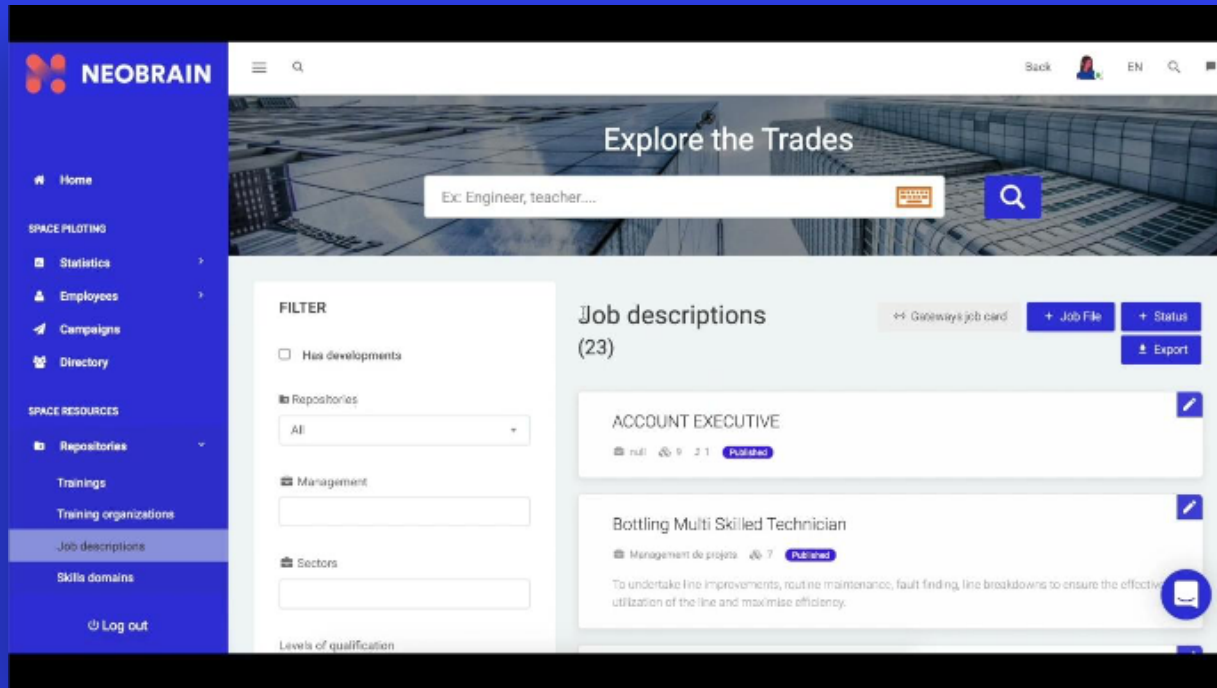 NEOBRAIN
Back
EN
Explore the Trades
Ex: Engineer, teacher....
Home
SPACE PILOTING
Statistics
Employees
Campaigns
Directory
SPACE RESOURCES
Repositories
Trainings
Training organizations
Job descriptions
Skills domains
Log out
FILTER
Has developments
Repositories
All
Management
Sectors
Levels of qualification
Job descriptions
(23)
Gateways job card
+ Job File
+ Status
Export
ACCOUNT EXECUTIVE
null 9 1 Published
Bottling Multi Skilled Technician
Management de projets 7 Published
To undertake line improvements, routine maintenance, fault finding, line breakdowns to ensure the effective
utilization of the line and maximise efficiency.